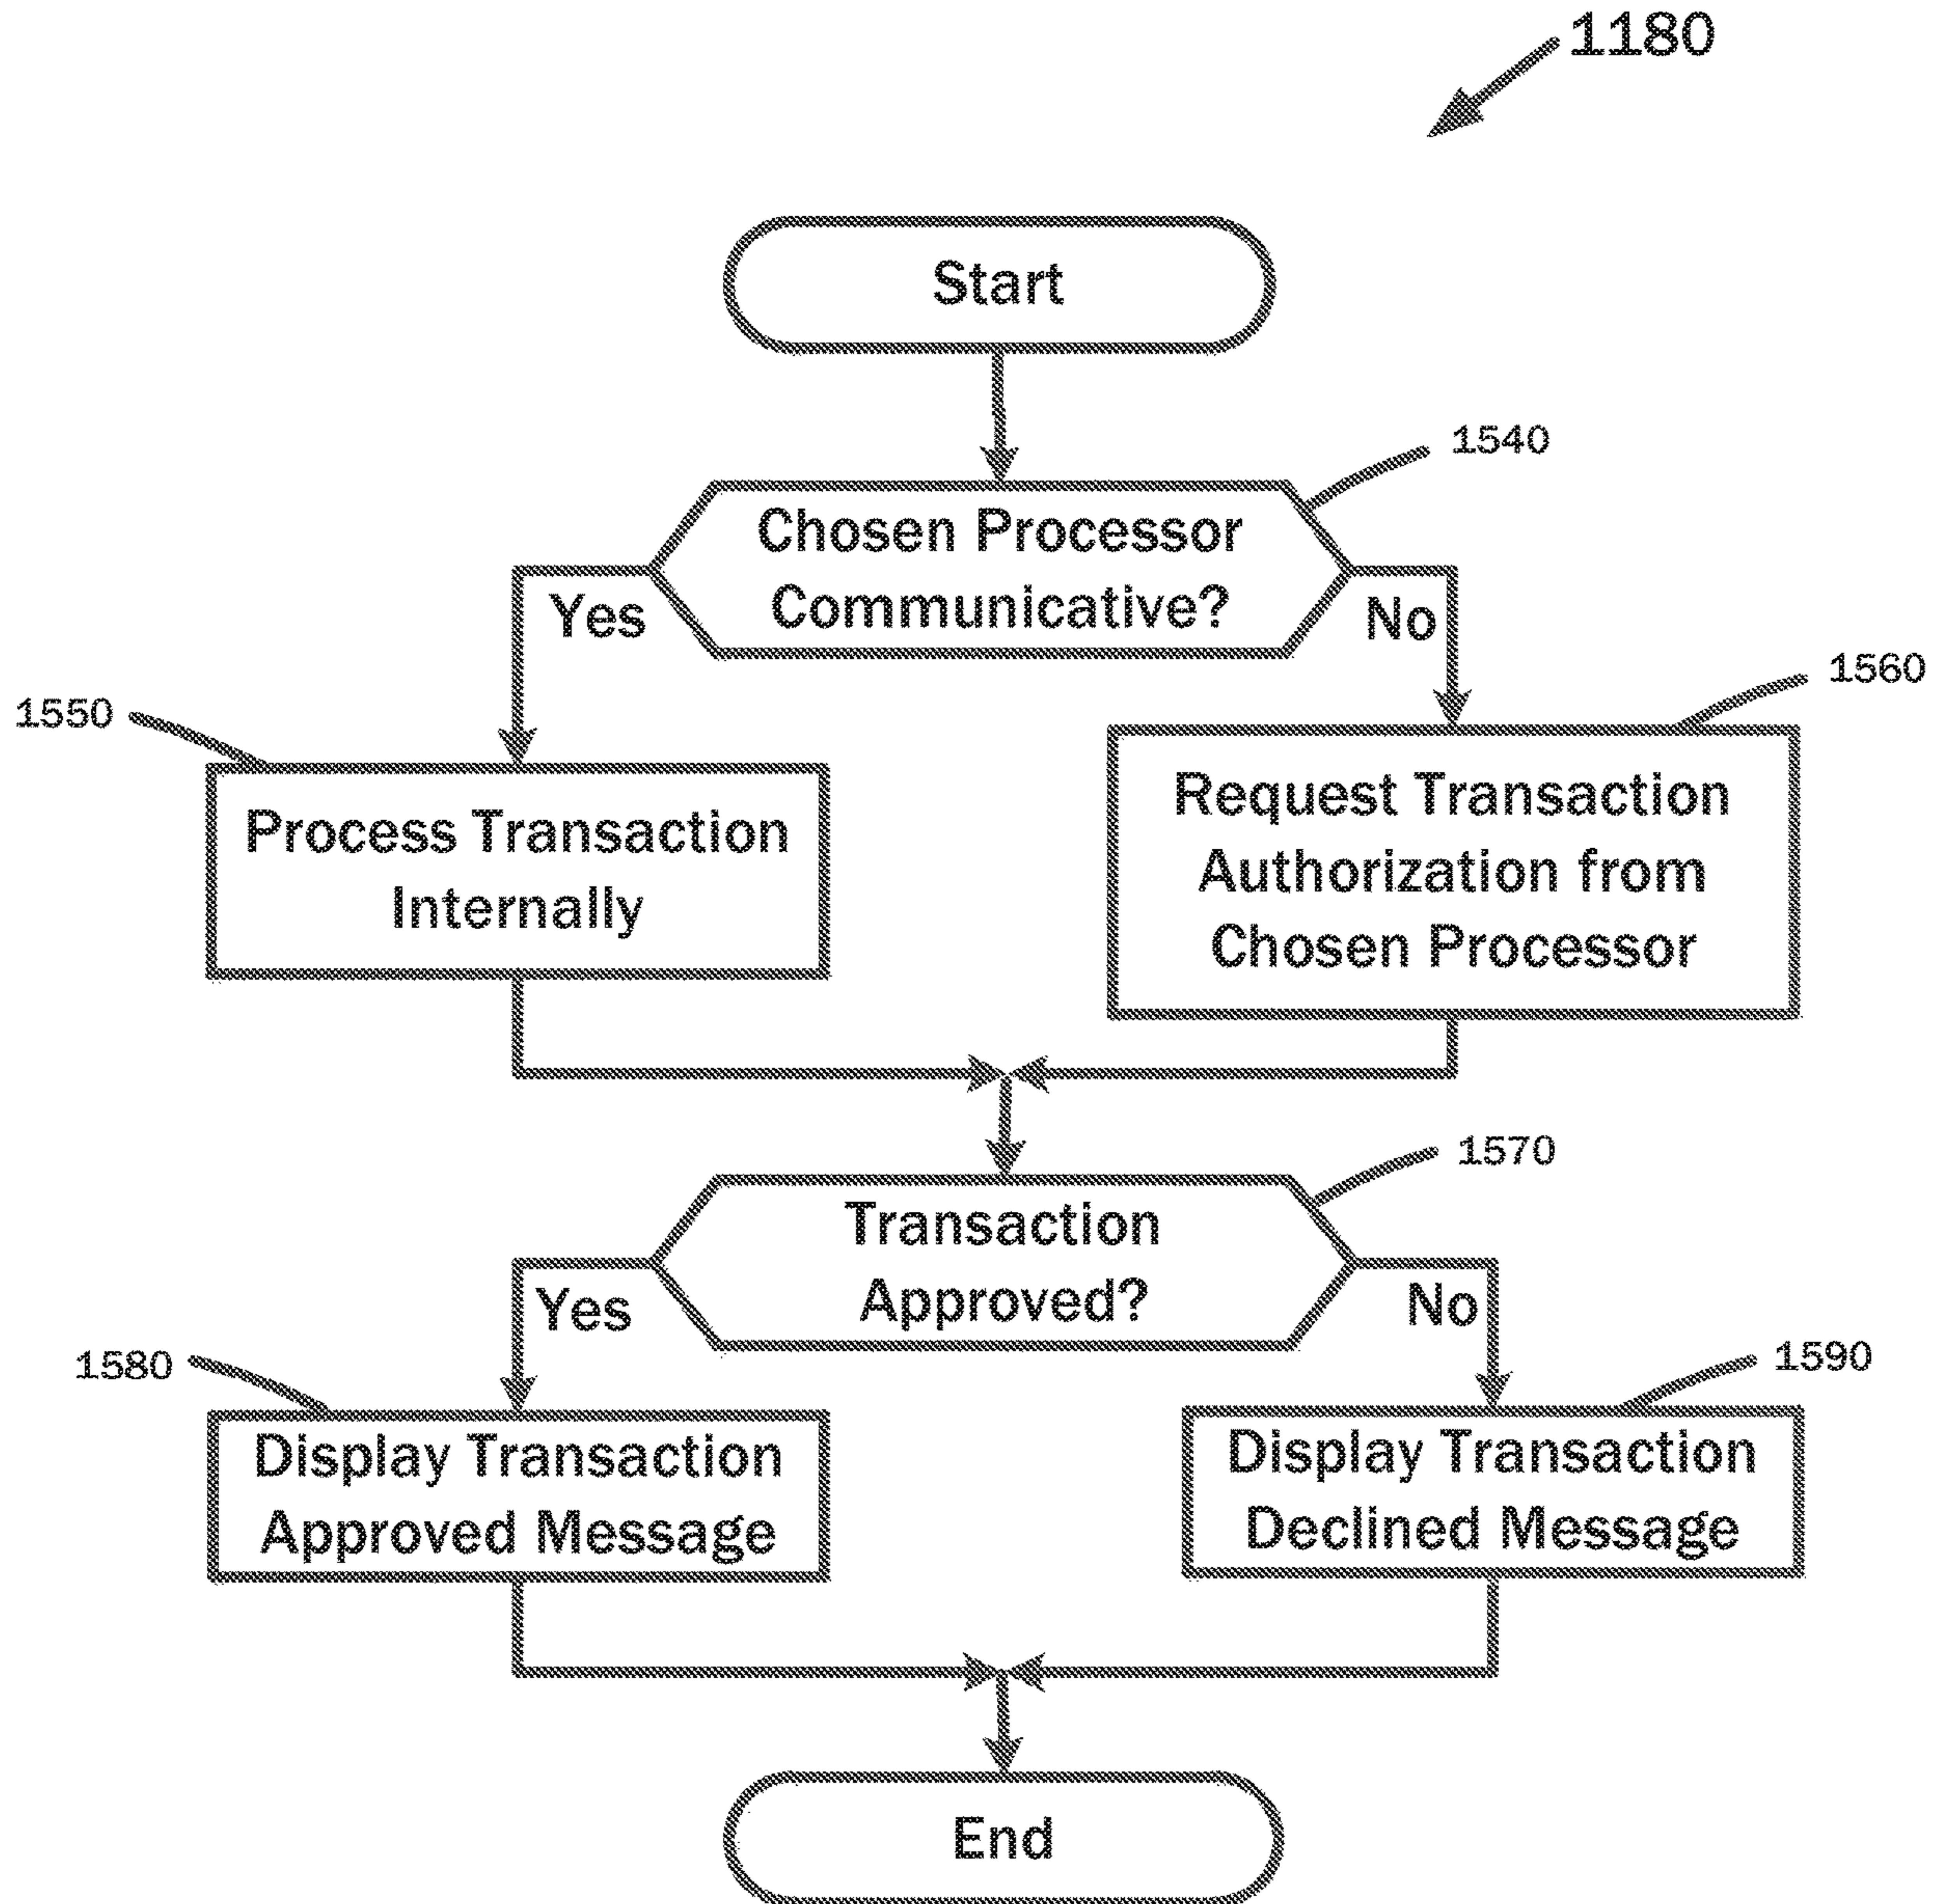 1180
Start
1540
Chosen Processor
Communicative?
Yes
No
1550
1560
Process Transaction
Internally
Request Transaction
Authorization from
Chosen Processor
1570
Transaction
Approved?
Yes
No
1580
1590
Display Transaction
Approved Message
Display Transaction
Declined Message
End